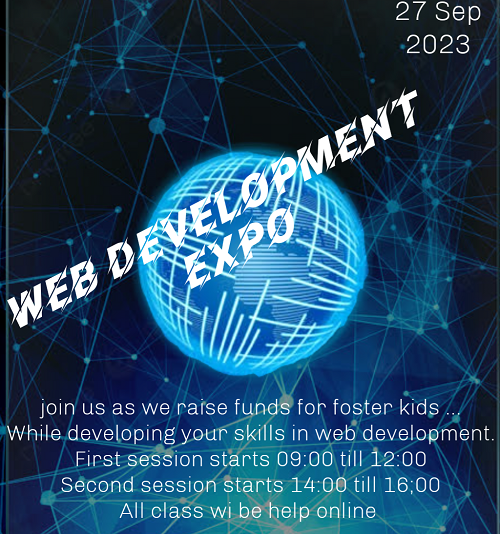 27 Sep
2023
WEB DEVELOPMENT
EXPO
join us as we raise funds for foster kids ...
While developing your skills in web development.
First session starts 09:00 till 12:00
Second session starts 14:00 till 16;00
All class wi be help online